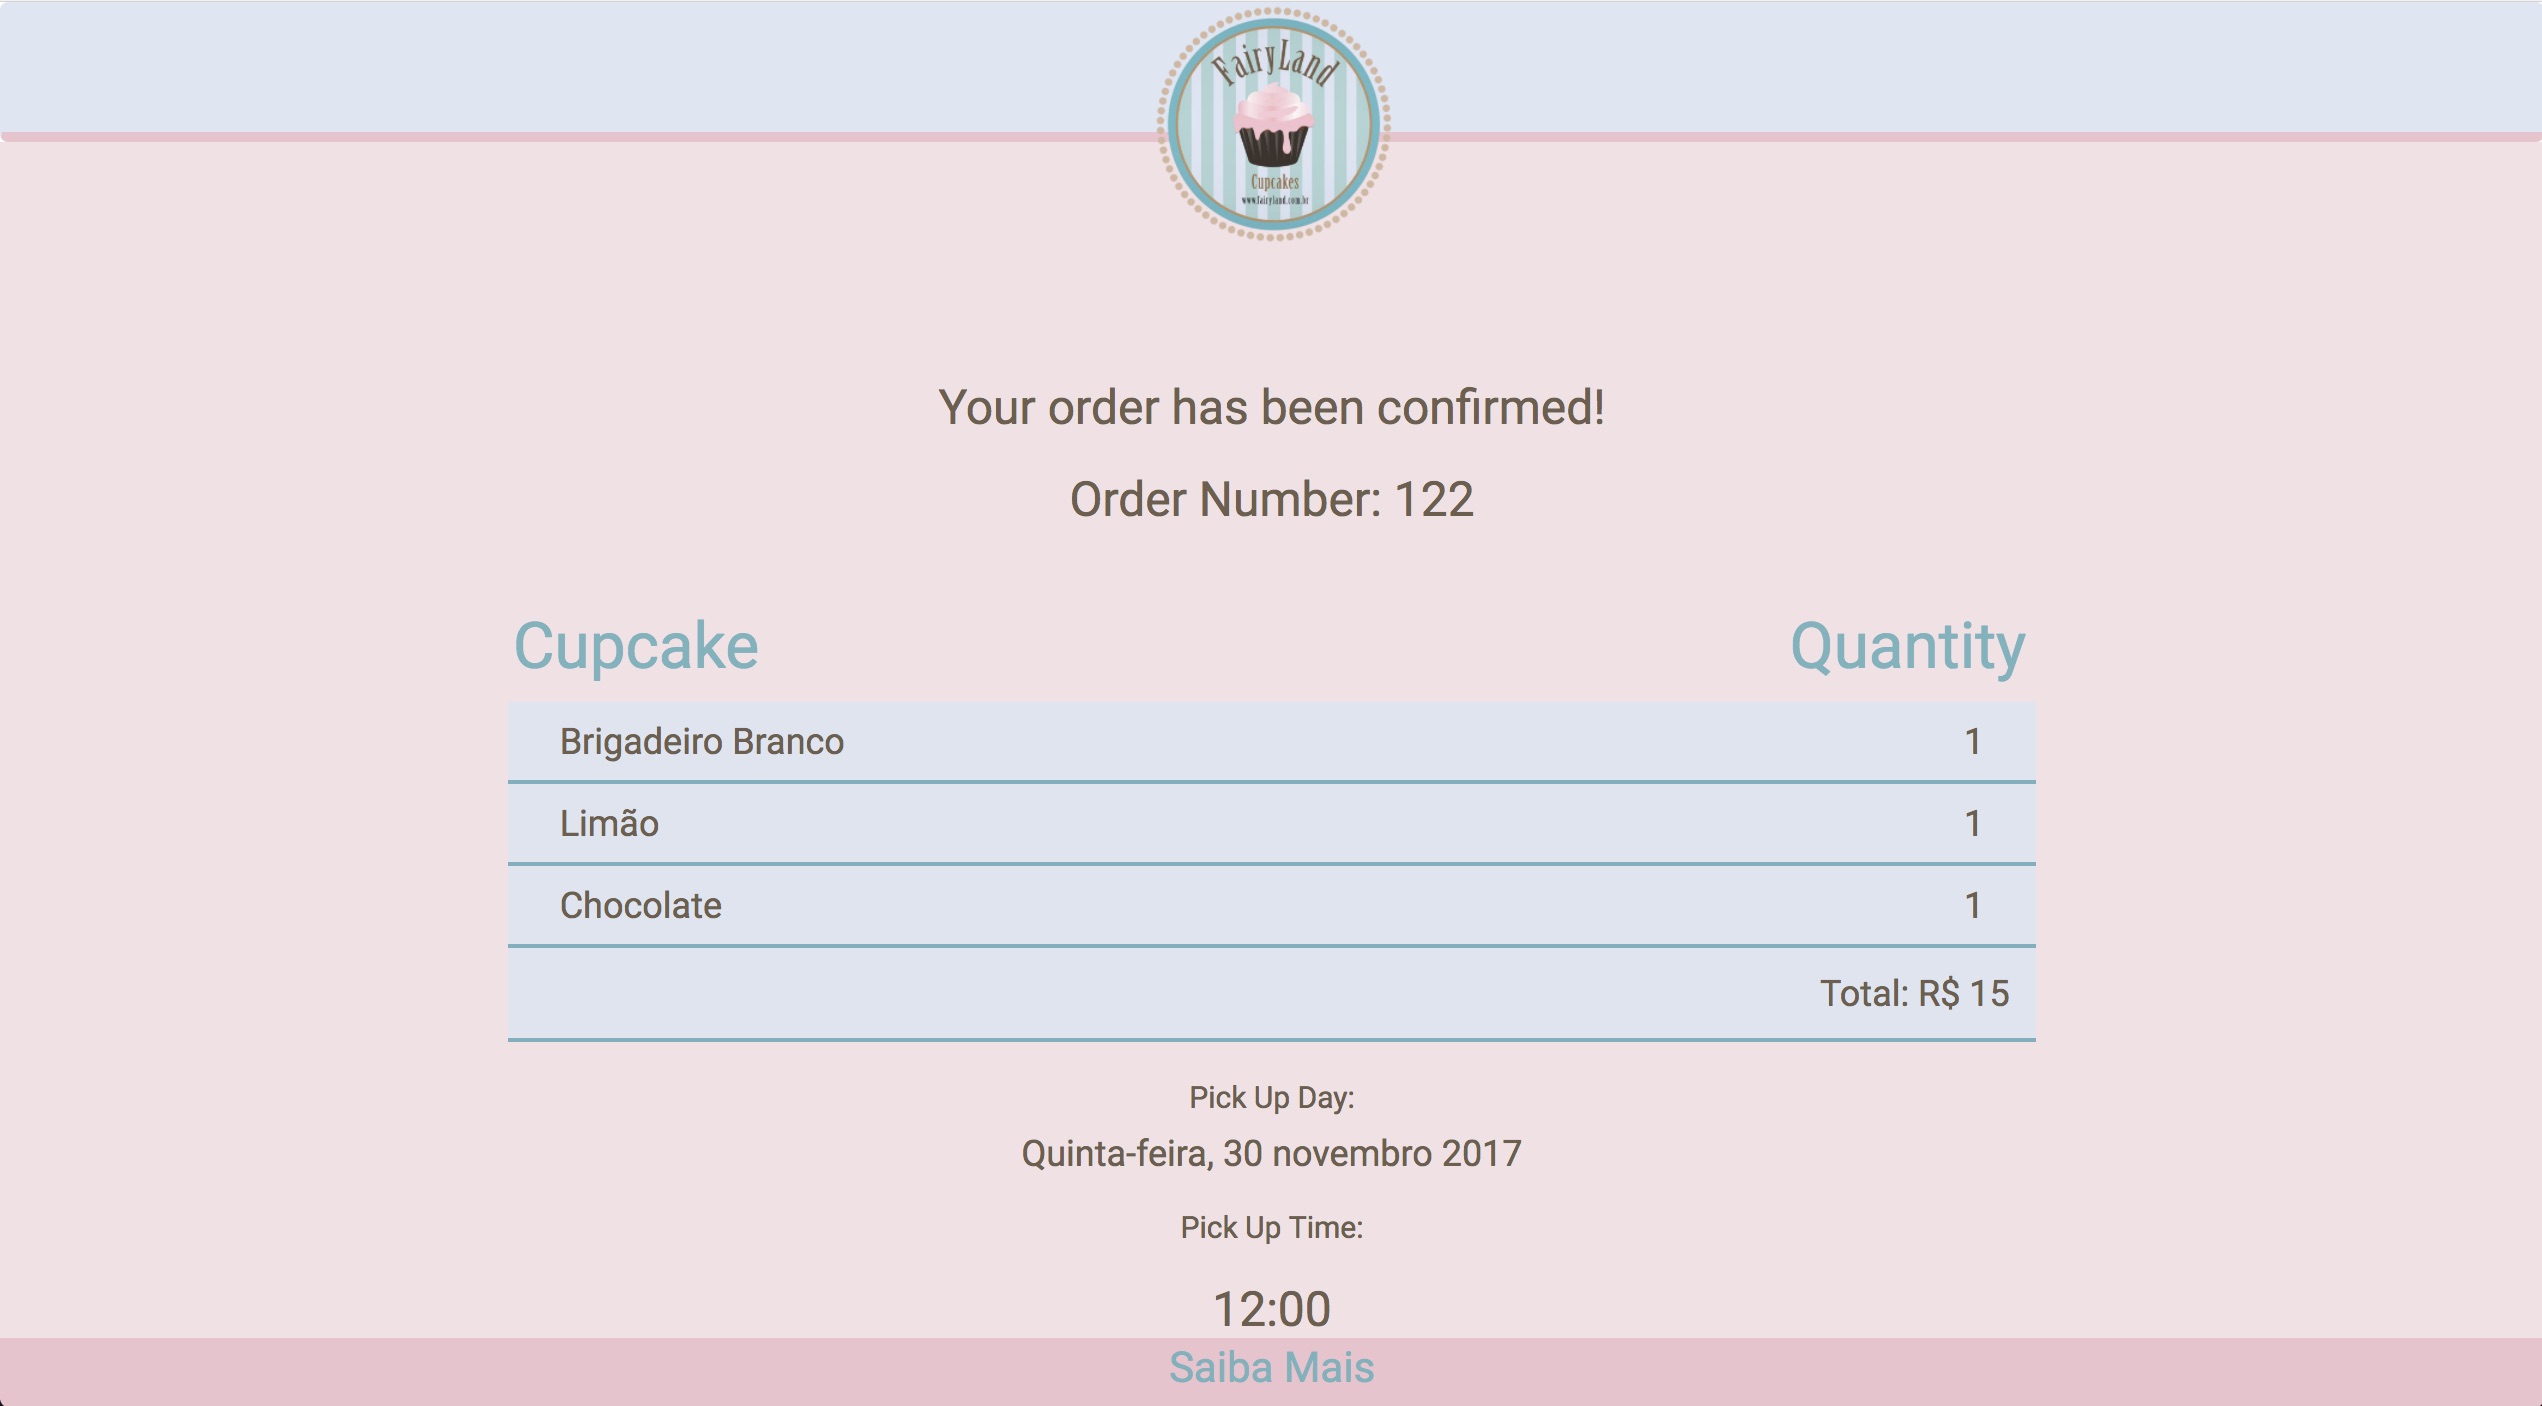 FairyLand
Cupcakes
www.fairyland.com.br
Your order has been confirmed!
Order Number: 122
Cupcake Quantity
Brigadeiro Branco 1
Limão 1
Chocolate 1
Total: R$ 15
Pick Up Day:
Quinta-feira, 30 novembro 2017
Pick Up Time:
12:00
Saiba Mais